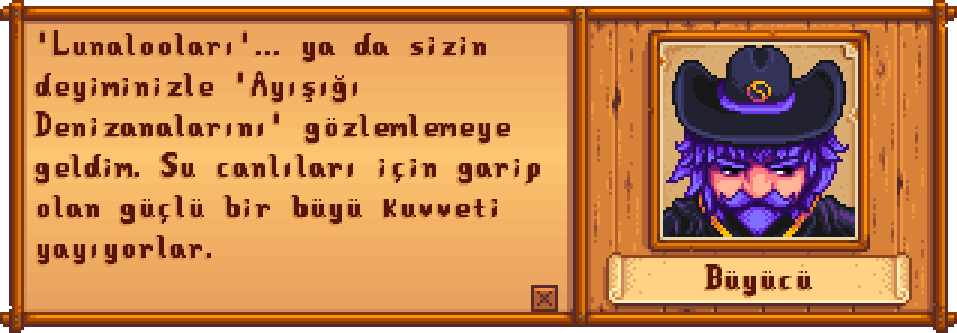 'Lunalooları'... ya da sizin
deyiminizle 'Ayışığı
Denizanalarını' gözlemlemeye
geldim. Su canlıları için garip
olan güçlü bir büyü kuvveti
yayıyorlar.
Büyücü